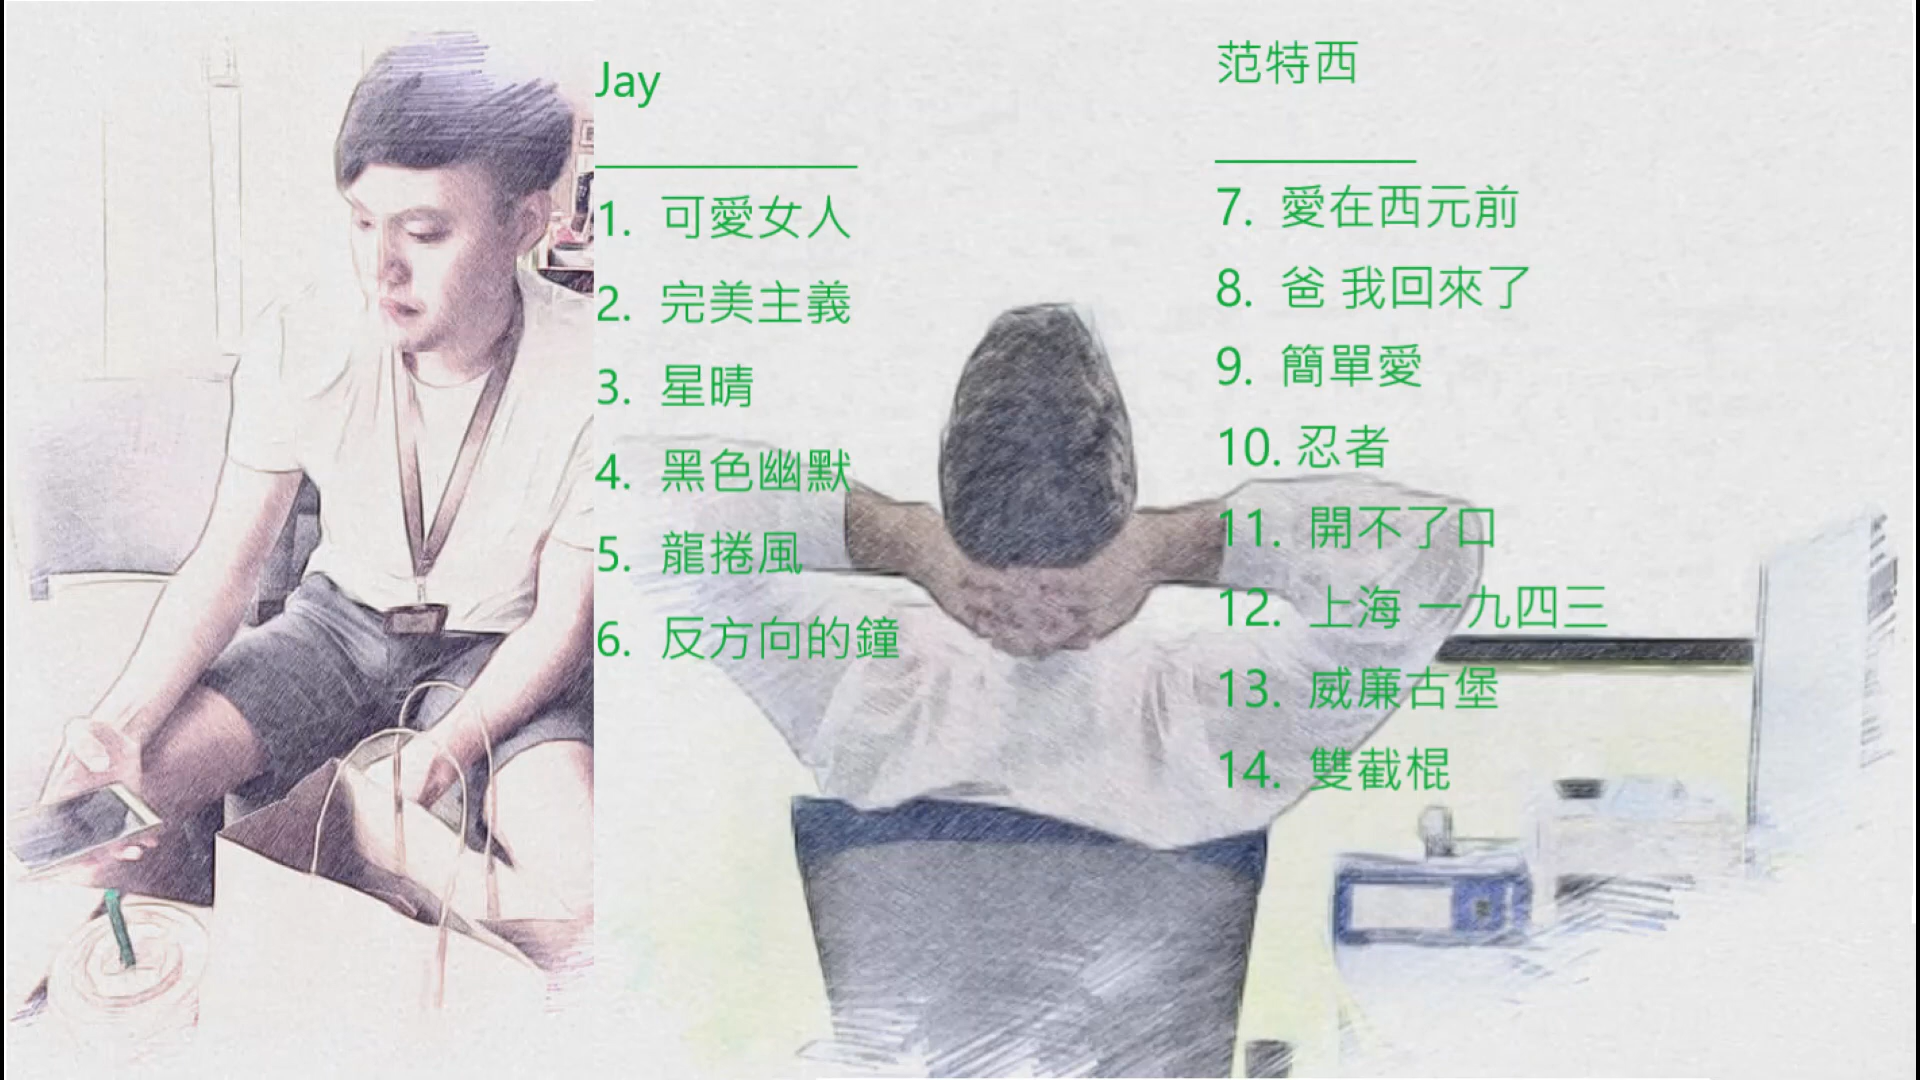 Jay
1. 可愛女人
2. 完美主義
3. 星晴
4. 黑色幽默
5. 龍捲風
6. 反方向的鐘
范特西
7. 愛在西元前
8. 爸 我回來了
9. 簡單愛
10. 忍者
11. 開不了口
12. 上海 一九四三
13. 威廉古堡
14. 雙截棍